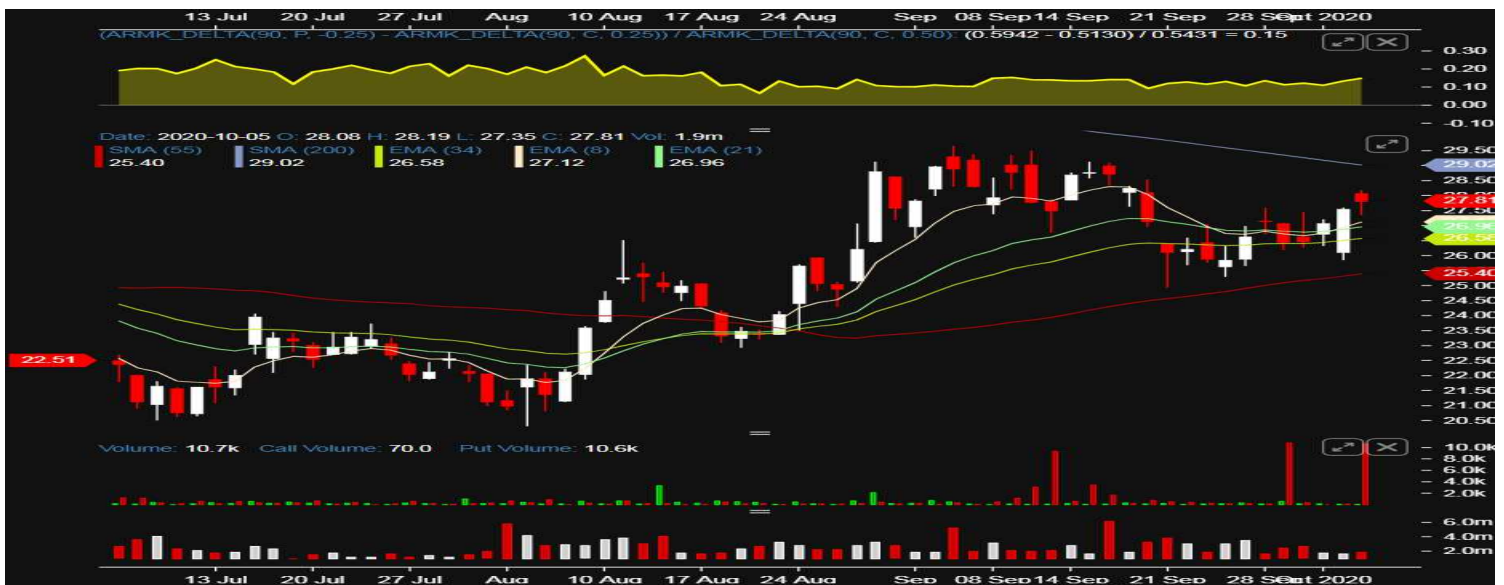 13 Jul 20 Jul 27 Jul Aug 10 Aug 17 Aug 24 Aug Sep 08 Sep 14 Sep 21 Sep 28 Sep Oct 2020
(ARMK_DELTA(90, P, -0.25) - ARMK_DELTA(90, C, 0.25)) / ARMK_DELTA(90, C, 0.50): (0.5942 - 0.5130) / 0.5431 = 0.15
0.30
0.20
0.10
0.00
-0.10
Date: 2020-10-05 O: 28.08 H: 28.19 L: 27.35 C: 27.81 Vol: 1.9m
SMA (55) SMA (200) EMA (34) EMA (8) EMA (21)
25.40 29.02 26.58 27.12 26.96
29.50
29.02
28.50
27.81
27.50
26.96
26.58
26.00
25.40
25.00
24.50
24.00
23.50
23.00
22.50
22.00
21.50
21.00
20.50
22.51
Volume: 10.7k Call Volume: 70.0 Put Volume: 10.6k
10.0k
8.0k
6.0k
4.0k
2.0k
6.0m
4.0m
2.0m
13 Jul 20 Jul 27 Jul Aug 10 Aug 17 Aug 24 Aug Sep 08 Sep 14 Sep 21 Sep 28 Sep Oct 2020